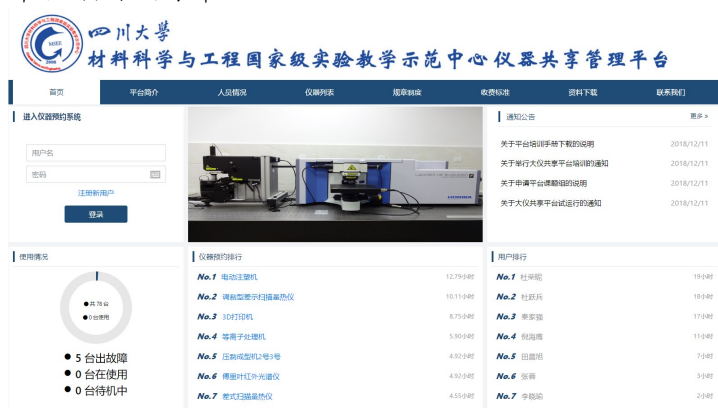 MSEE
四川大学
材料科学与工程国家级实验教学示范中心仪器共享管理平台
首页 平台简介 人员情况 仪器列表 规章制度 收费标准 资料下载 联系我们
进入仪器预约系统
用户名
密码
注册新用户
登录
HORIBA
通知公告 更多»
关于平台培训手册下载的说明 2018/12/11
关于举行大仪共享平台培训的通知 2018/12/11
关于申请平台课题组的说明 2018/12/11
关于大仪共享平台试运行的通知 2018/12/11
使用情况
●共 78 台
●0 台使用
● 5 台出故障
● 0 台在使用
● 0 台待机中
仪器预约排行
No.1 电动注塑机 12.79小时
No.2 调制型差示扫描量热仪 10.11小时
No.3 3D打印机 8.75小时
No.4 等离子处理机 5.90小时
No.5 压制成型机2号3号 4.92小时
No.6 傅里叶红外光谱仪 4.92小时
No.7 差式扫描量热仪 4.55小时
用户排行
No.1 杜荣昵 19小时
No.2 杜跃兵 18小时
No.3 秦家强 17小时
No.4 倪海鹰 11小时
No.5 田晨旭 7小时
No.6 张蒋 3小时
No.7 李晓瑜 2小时